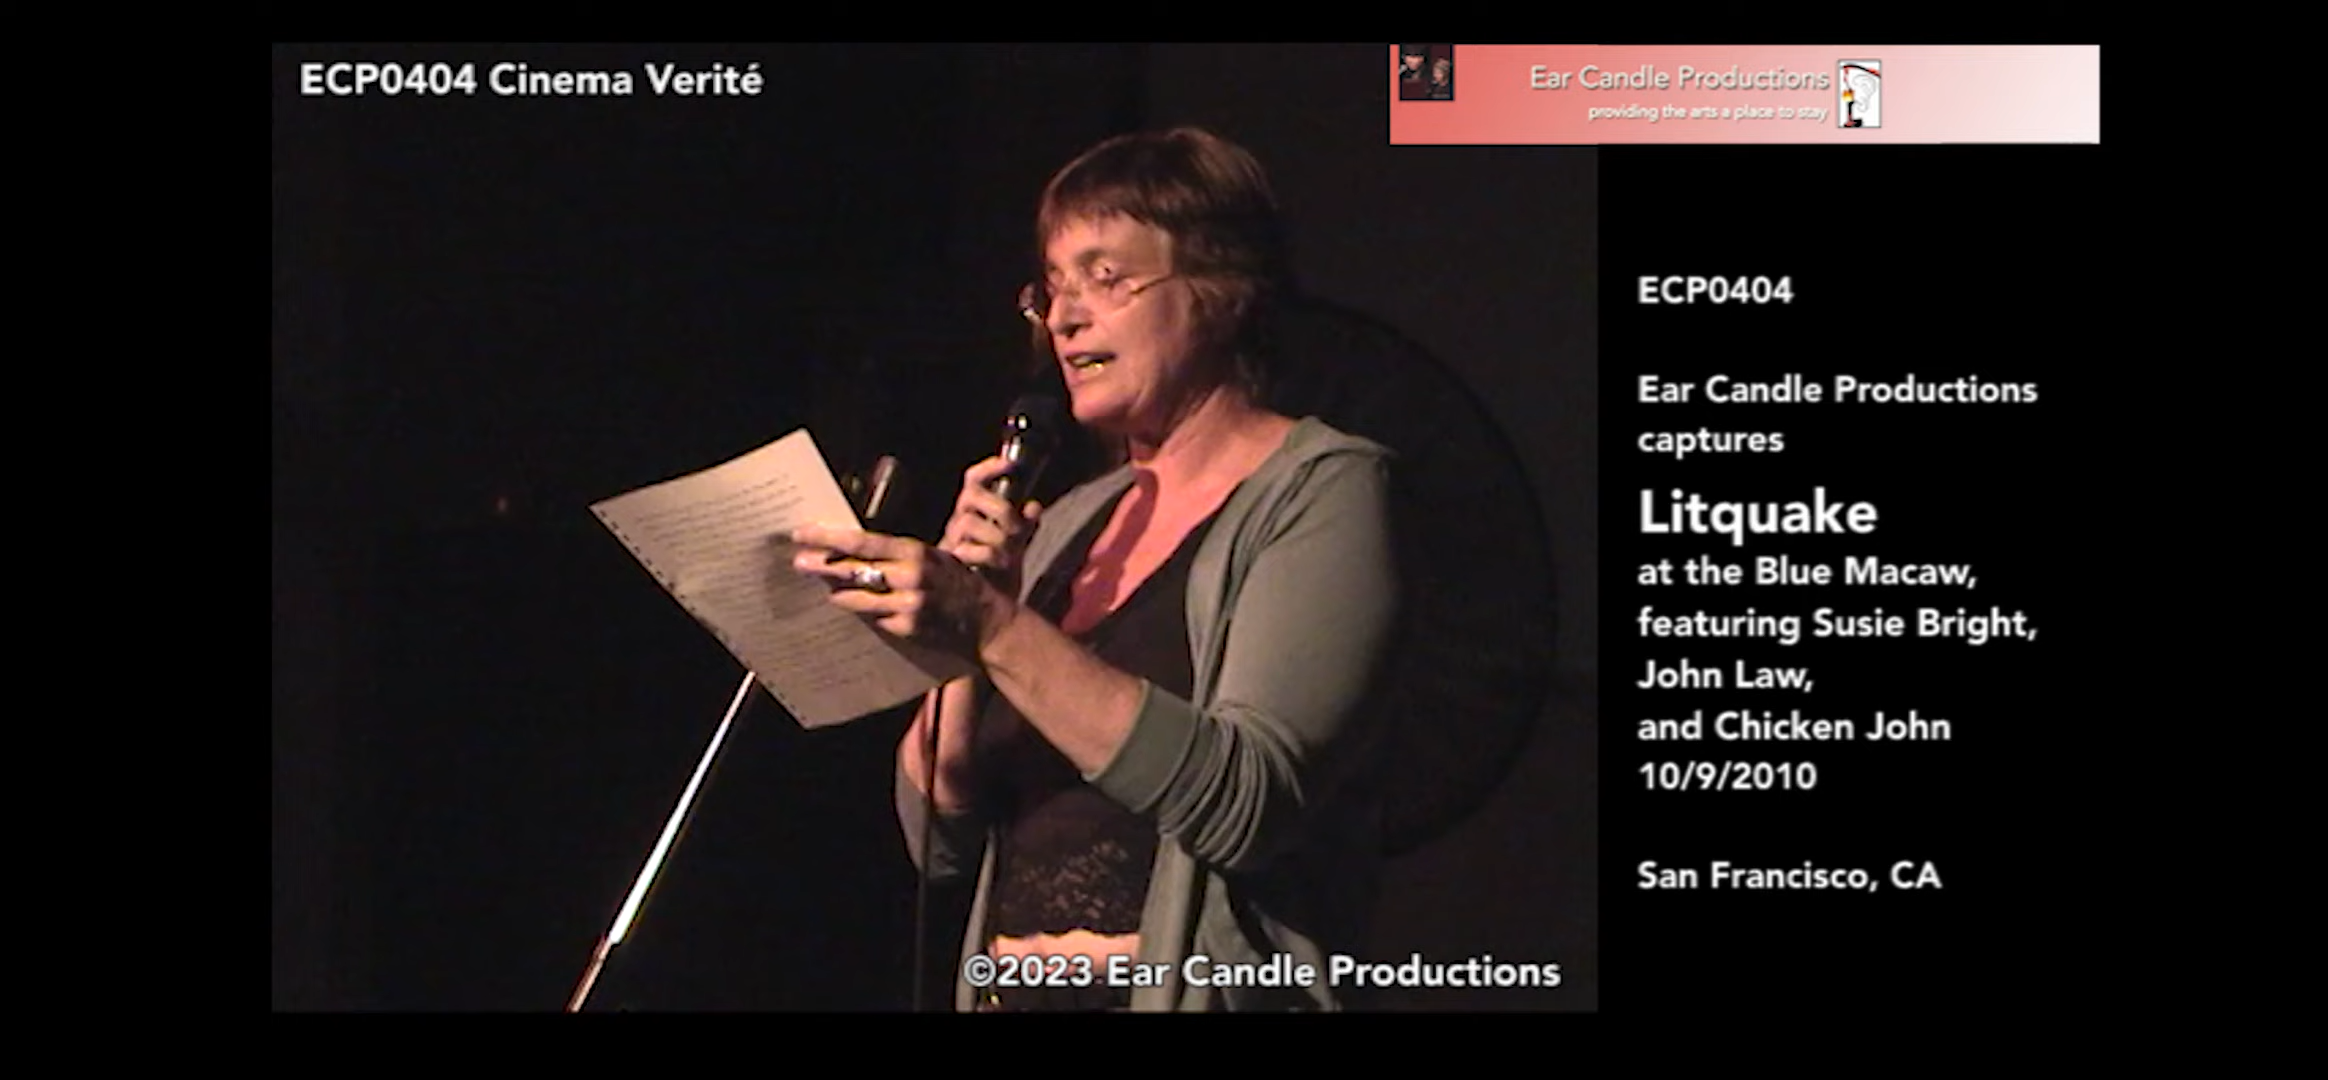 ECP0404 Cinema Verité
Ear Candle Productions
providing the arts a place to stay
ECP0404
Ear Candle Productions
captures
Litquake
at the Blue Macaw,
featuring Susie Bright,
John Law,
and Chicken John
10/9/2010
San Francisco, CA
©2023 Ear Candle Productions